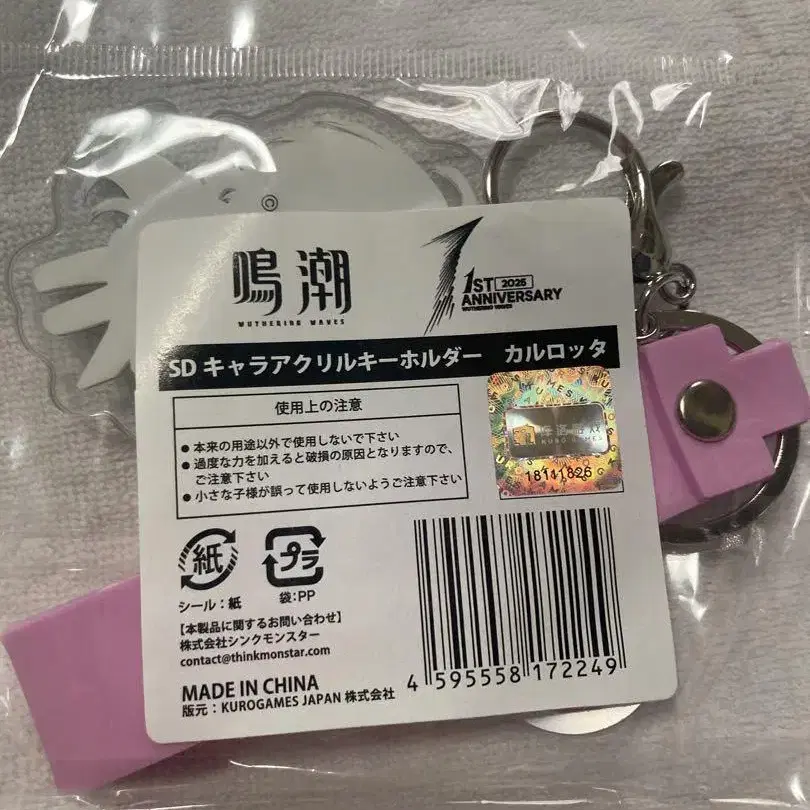 ©
鳴潮
WUTHERING WAVES
1ST 2025
ANNIVERSARY
WUTHERING WAVES
SD キャラアクリルキーホルダー カルロッタ
使用上の注意
● 本来の用途以外で使用しないで下さい
● 過度な力を加えると破損の原因となりますので、
ご注意下さい
● 小さな子様が誤って使用しないようご注意下さい
KURO GAMES
18111826
紙
プラ
シール：紙
袋：PP
【本製品に関するお問い合わせ】
株式会社シンクモンスター
contact@thinkmonstar.com
MADE IN CHINA
版元：KUROGAMES JAPAN 株式会社
4 595558 172249